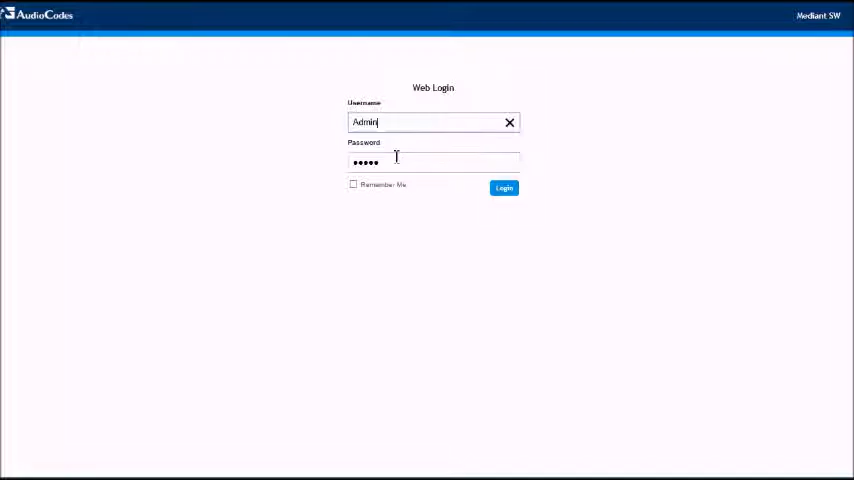 AudioCodes
Mediant SW
Web Login
Username
Admin
Password
Remember Me
Login